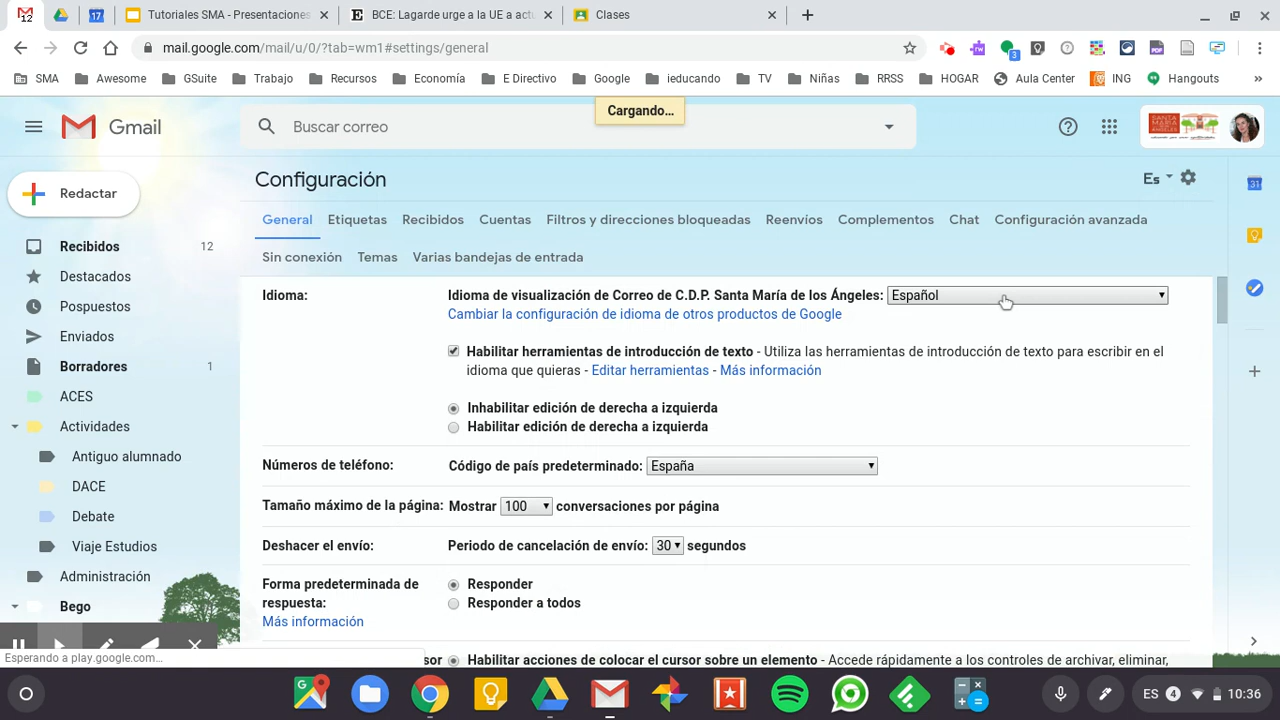 12
17
Tutoriales SMA - Presentaciones
BCE: Lagarde urge a la UE a actu
Clases
mail.google.com/mail/u/0/?tab=wm1#settings/general
3
SMA
Awesome
GSuite
Trabajo
Recursos
Economía
E Directivo
Google
ieducando
TV
Niñas
RRSS
HOGAR
Aula Center
ING
Hangouts
»
Cargando...
Gmail
Buscar correo
Redactar
Configuración
Es
31
General
Etiquetas
Recibidos
Cuentas
Filtros y direcciones bloqueadas
Reenvíos
Complementos
Chat
Configuración avanzada
Sin conexión
Temas
Varias bandejas de entrada
Recibidos 12
Destacados
Pospuestos
Enviados
Borradores 1
ACES
Actividades
Antiguo alumnado
DACE
Debate
Viaje Estudios
Administración
Bego
Idioma:
Idioma de visualización de Correo de C.D.P. Santa María de los Ángeles: Español
Cambiar la configuración de idioma de otros productos de Google
Habilitar herramientas de introducción de texto - Utiliza las herramientas de introducción de texto para escribir en el
idioma que quieras - Editar herramientas - Más información
Inhabilitar edición de derecha a izquierda
Habilitar edición de derecha a izquierda
Números de teléfono:
Código de país predeterminado: España
Tamaño máximo de la página: Mostrar 100 conversaciones por página
Deshacer el envío:
Periodo de cancelación de envío: 30 segundos
Forma predeterminada de
respuesta:
Más información
Responder
Responder a todos
sor
Habilitar acciones de colocar el cursor sobre un elemento - Accede rápidamente a los controles de archivar, eliminar,
Esperando a play.google.com...
ES 4 10:36